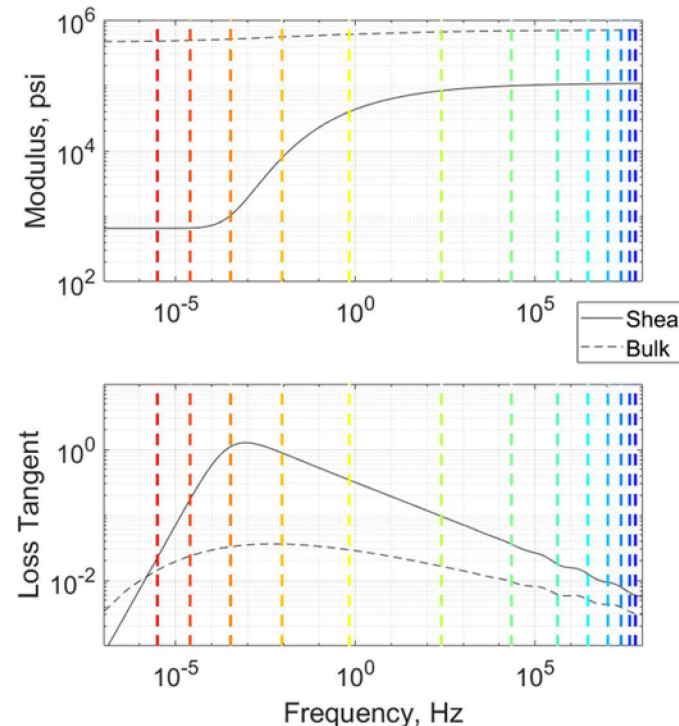 10^6
Modulus, psi
10^4
10^2
10^-5
10^0
10^5
Shea
Bulk
10^0
Loss Tangent
10^-2
10^-5
10^0
10^5
Frequency, Hz